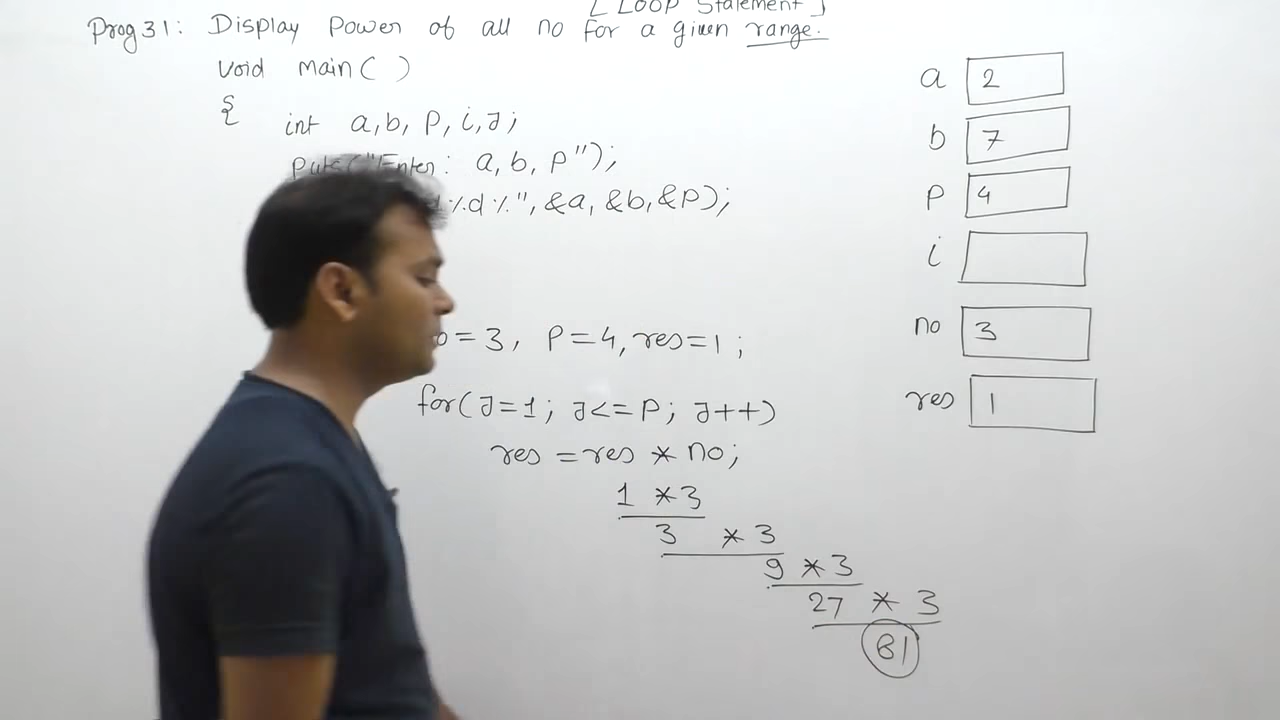 [ Loop Statement ]
Prog 31: Display Power of all no for a given range.
void main( )
{ int a,b, P, i,J;
puts("Enter: a, b, P");
%d %", &a, &b, &P);
= 3, P=4, res=1 ;
for(J=1; J<=P; J++)
res = res * no;
1 * 3
3 * 3
9 * 3
27 * 3
81
a 2
b 7
P 4
i
no 3
res 1